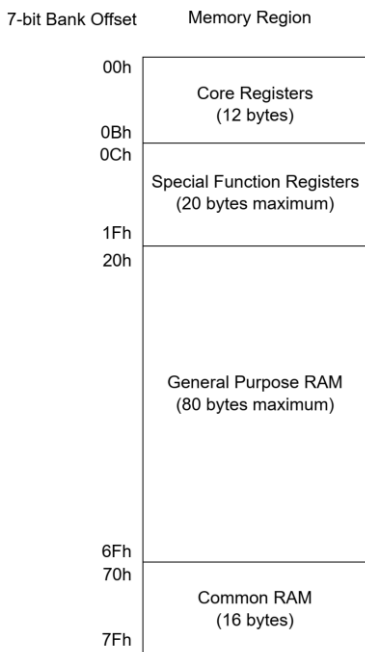 7-bit Bank Offset
Memory Region
00h
Core Registers
(12 bytes)
0Bh
0Ch
Special Function Registers
(20 bytes maximum)
1Fh
20h
General Purpose RAM
(80 bytes maximum)
6Fh
70h
Common RAM
(16 bytes)
7Fh